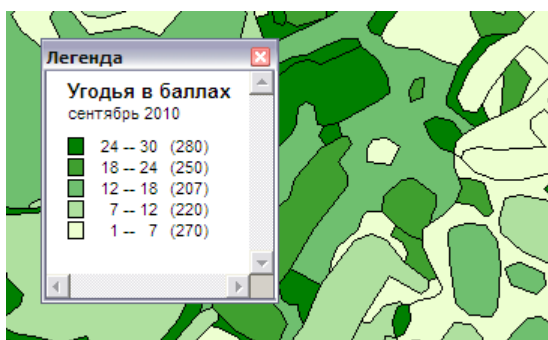 Легенда
Угодья в баллах
сентябрь 2010
24 -- 30 (280)
18 -- 24 (250)
12 -- 18 (207)
7 -- 12 (220)
1 -- 7 (270)